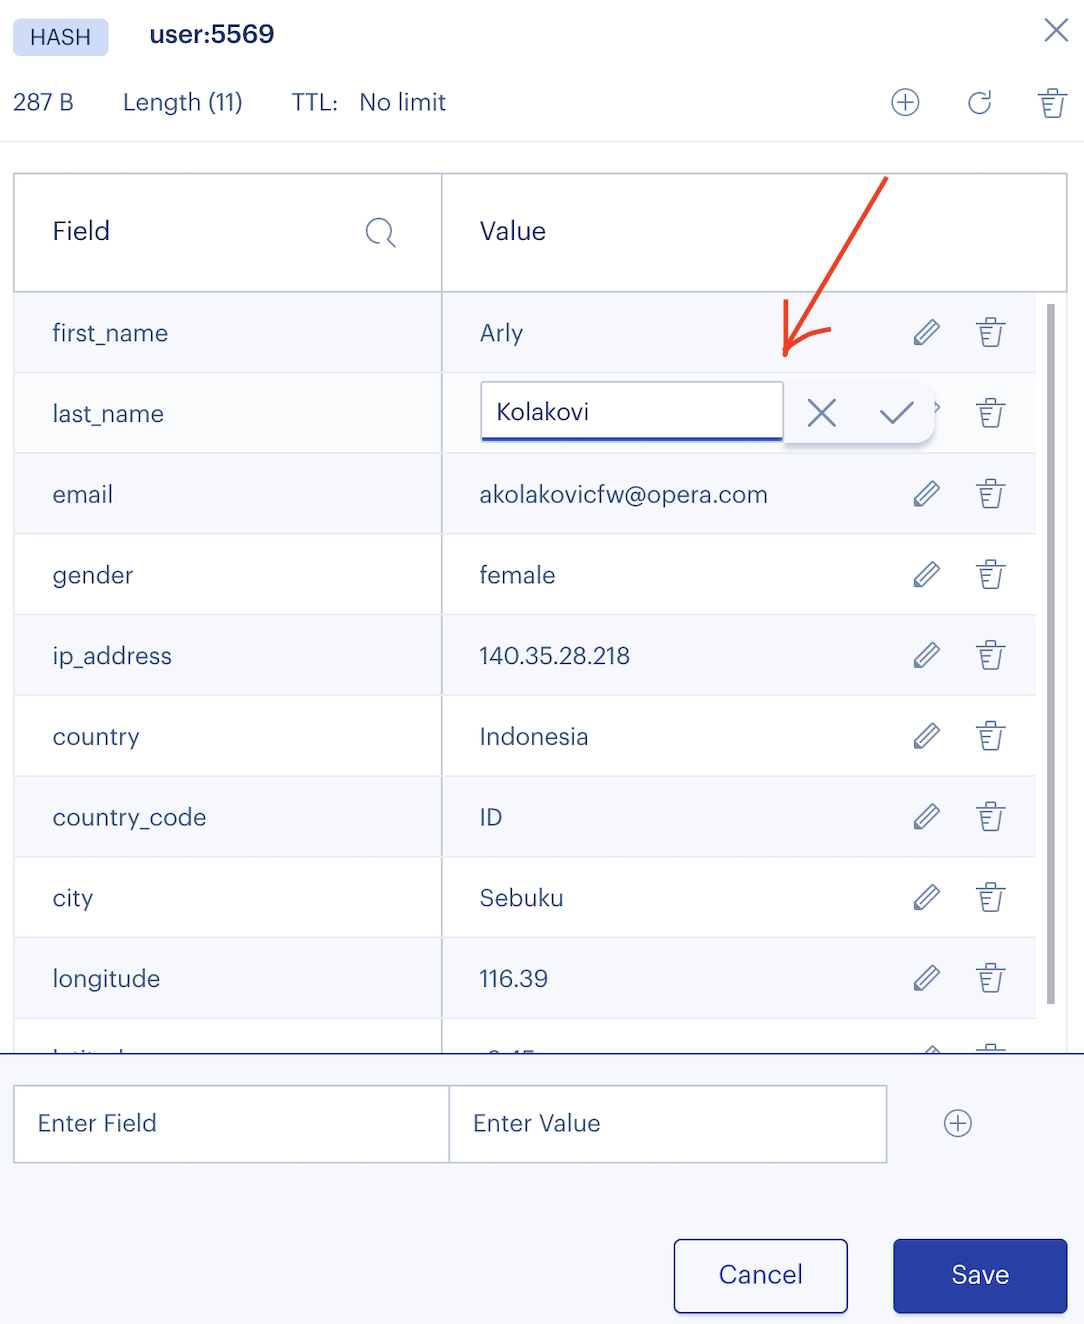 HASH user:5569
287 B Length (11) TTL: No limit
Field Value
first_name Arly
last_name Kolakovi
email akolakovicfw@opera.com
gender female
ip_address 140.35.28.218
country Indonesia
country_code ID
city Sebuku
longitude 116.39
Enter Field Enter Value
Cancel Save